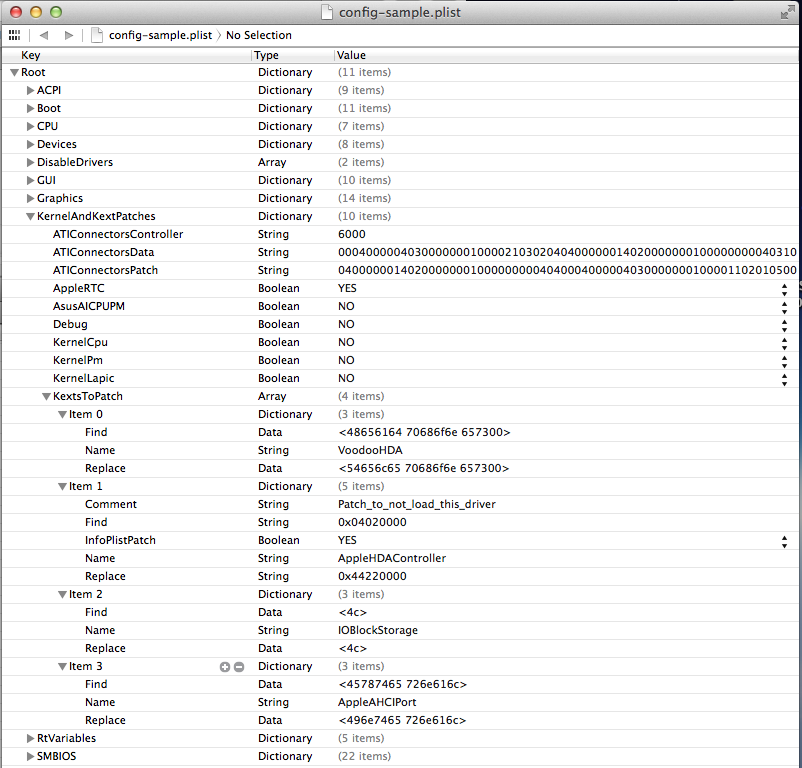 config-sample.plist
config-sample.plist No Selection
Key Type Value
Root Dictionary (11 items)
ACPI Dictionary (9 items)
Boot Dictionary (11 items)
CPU Dictionary (7 items)
Devices Dictionary (8 items)
DisableDrivers Array (2 items)
GUI Dictionary (10 items)
Graphics Dictionary (14 items)
KernelAndKextPatches Dictionary (10 items)
ATIConnectorsController String 6000
ATIConnectorsData String 000400000403000000010000210302040400000014020000000100000000040310
ATIConnectorsPatch String 040000001402000000010000000004040004000004030000000100001102010500
AppleRTC Boolean YES
AsusAICPUPM Boolean NO
Debug Boolean NO
KernelCpu Boolean NO
KernelPm Boolean NO
KernelLapic Boolean NO
KextsToPatch Array (4 items)
Item 0 Dictionary (3 items)
Find Data <48656164 70686f6e 657300>
Name String VoodooHDA
Replace Data <54656c65 70686f6e 657300>
Item 1 Dictionary (5 items)
Comment String Patch_to_not_load_this_driver
Find String 0x04020000
InfoPlistPatch Boolean YES
Name String AppleHDAController
Replace String 0x44220000
Item 2 Dictionary (3 items)
Find Data <4c>
Name String IOBlockStorage
Replace Data <4c>
Item 3 Dictionary (3 items)
Find Data <45787465 726e616c>
Name String AppleAHCIPort
Replace Data <496e7465 726e616c>
RtVariables Dictionary (5 items)
SMBIOS Dictionary (22 items)